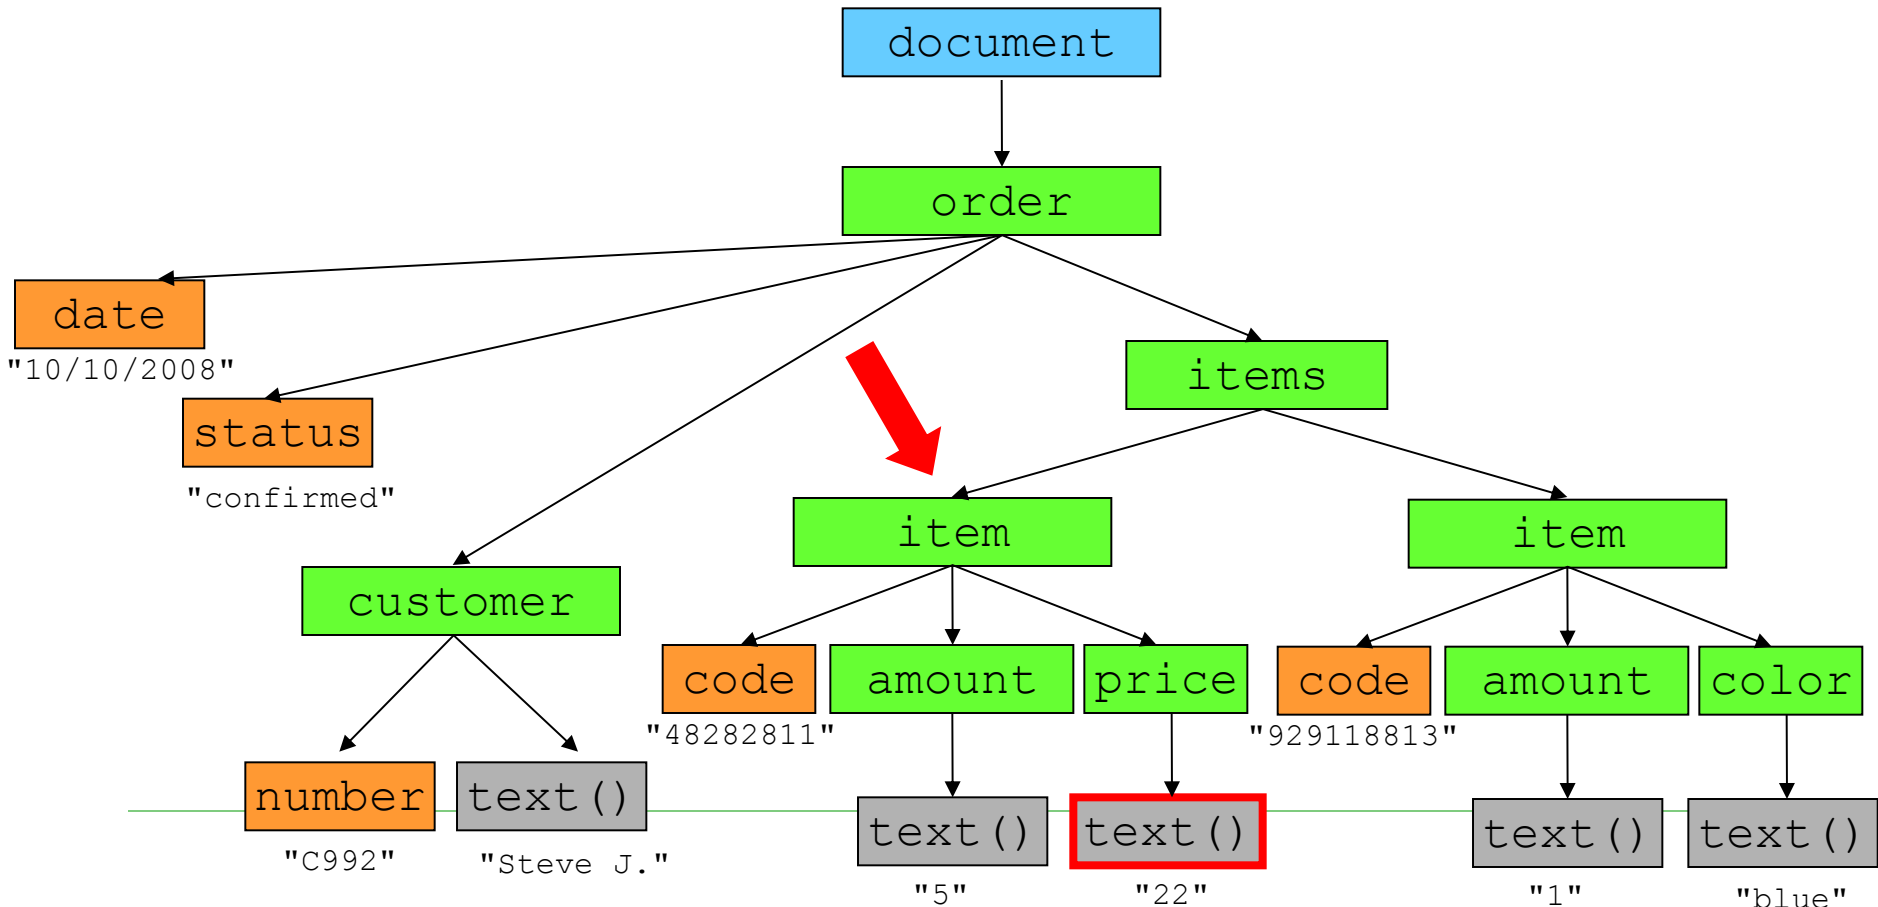 document
order
date
"10/10/2008"
status
"confirmed"
items
item
item
customer
code
amount
price
code
amount
color
"48282811"
"929118813"
number
text()
text()
text()
text()
text()
"C992"
"Steve J."
"5"
"22"
"1"
"blue"